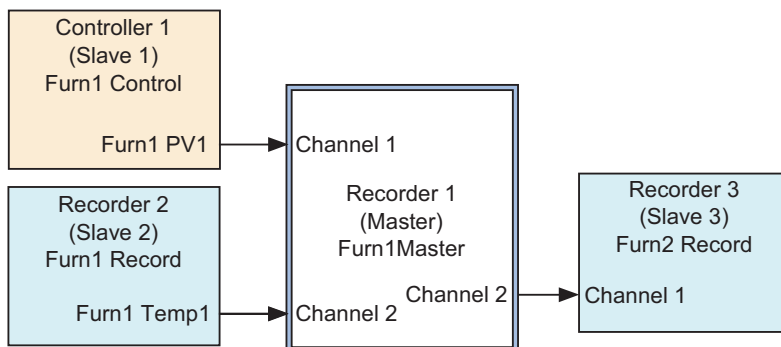 Controller 1
(Slave 1)
Furn1 Control
Furn1 PV1
Recorder 2
(Slave 2)
Furn1 Record
Furn1 Temp1
Channel 1
Recorder 1
(Master)
Furn1Master
Channel 2
Channel 2
Recorder 3
(Slave 3)
Furn2 Record
Channel 1